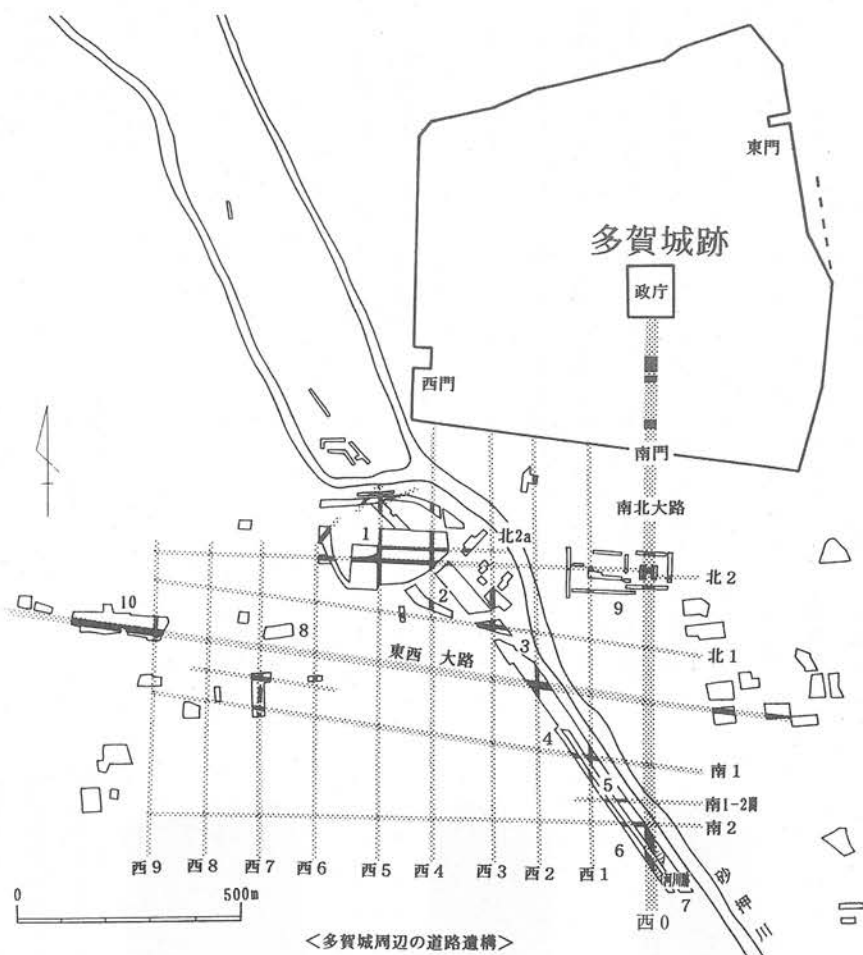 東門
多賀城跡
政庁
西門
南門
南北大路
1
北2a
北2
2
9
10
8
北1
東西 大路
3
4
南1
5
南1-2間
南2
6
西9
西8
西7
西6
西5
西4
西3
西2
西1
河川跡
7
砂押川
西0
0
500m
<多賀城周辺の道路遺構>